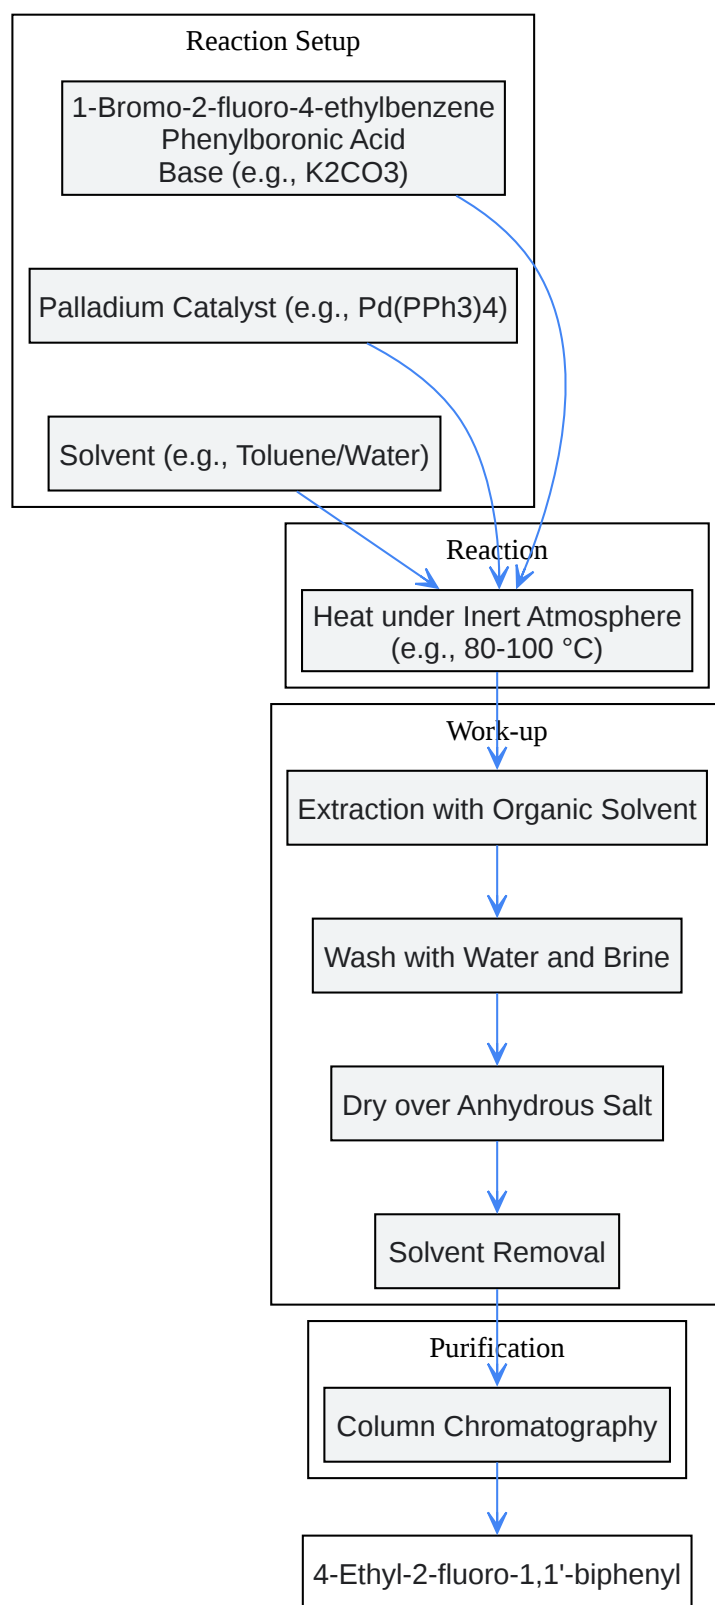 Reaction Setup
1-Bromo-2-fluoro-4-ethylbenzene
Phenylboronic Acid
Base (e.g., K2CO3)
Palladium Catalyst (e.g., Pd(PPh3)4)
Solvent (e.g., Toluene/Water)
Reaction
Heat under Inert Atmosphere
(e.g., 80-100 °C)
Work-up
Extraction with Organic Solvent
Wash with Water and Brine
Dry over Anhydrous Salt
Solvent Removal
Purification
Column Chromatography
4-Ethyl-2-fluoro-1,1'-biphenyl